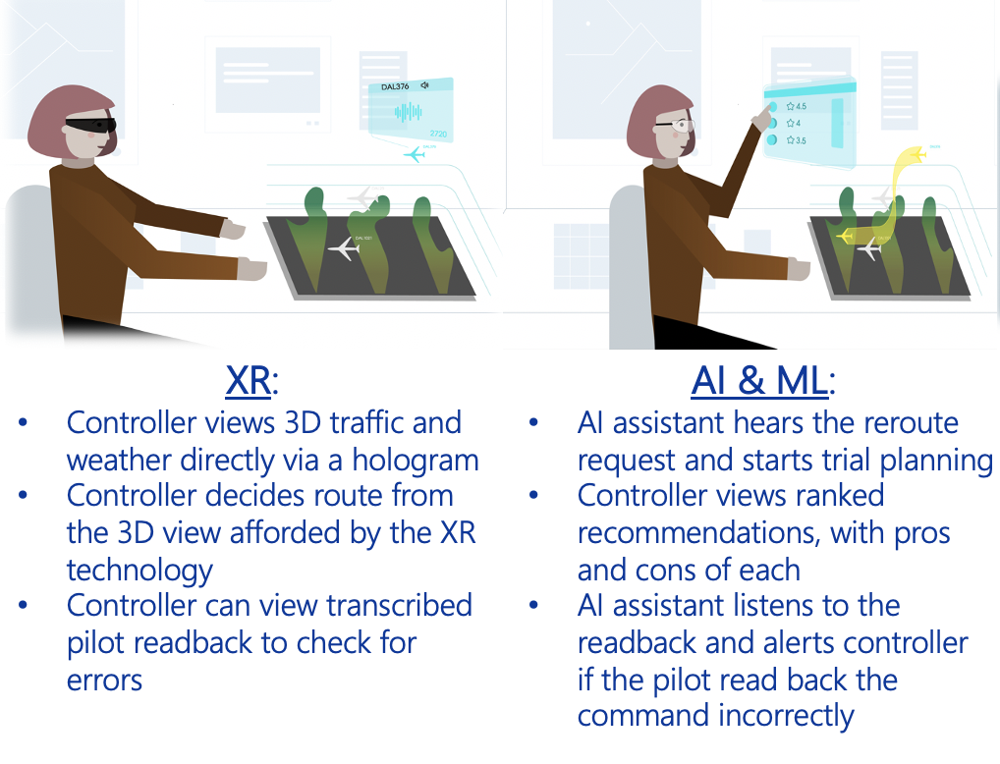 DAL376
2720
4.5
4
3.5
XR:
• Controller views 3D traffic and
weather directly via a hologram
• Controller decides route from
the 3D view afforded by the XR
technology
• Controller can view transcribed
pilot readback to check for
errors
AI & ML:
• AI assistant hears the reroute
request and starts trial planning
• Controller views ranked
recommendations, with pros
and cons of each
• AI assistant listens to the
readback and alerts controller
if the pilot read back the
command incorrectly